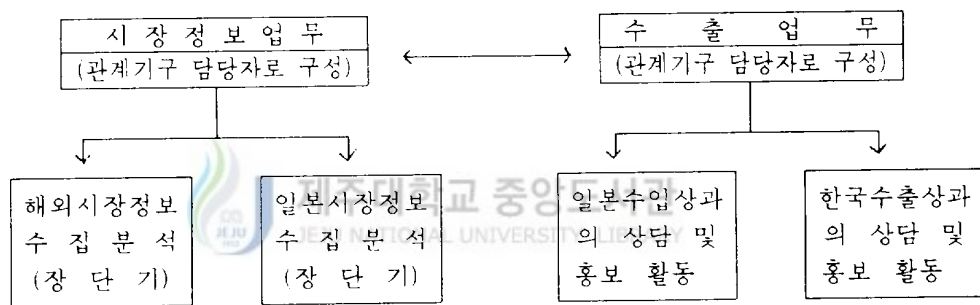 시 장 정 보 업 무
(관계기구 담당자로 구성)
수 출 업 무
(관계기구 담당자로 구성)
해외시장정보
수 집 분 석
(장 단 기)
일본시장정보
수 집 분 석
(장 단 기)
일본수입상과
의 상담 및
홍보 활동
한국수출상과
의 상담 및
홍보 활동
제주대학교 중앙도서관
JEJU NATIONAL UNIVERSITY LIBRARY
JEJU
1952